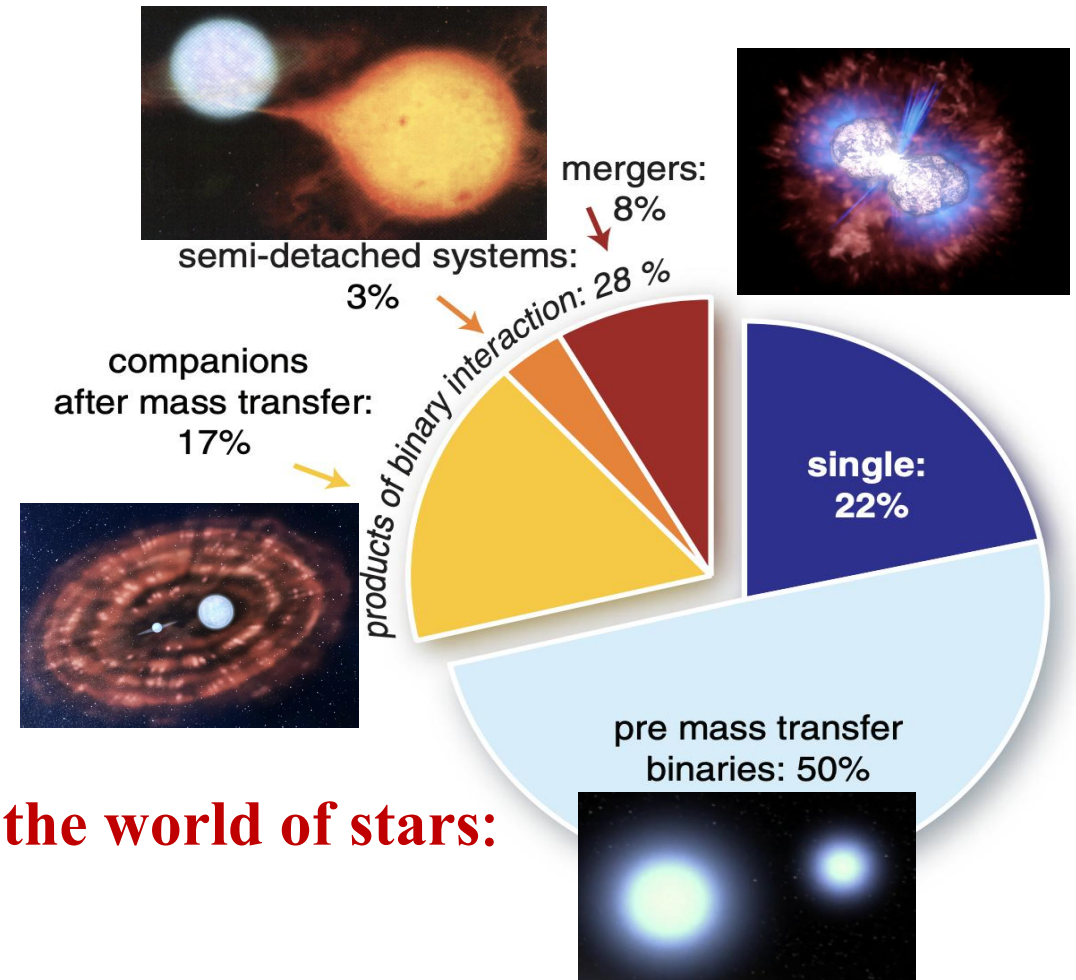 mergers:
8%
semi-detached systems:
3%
products of binary interaction: 28 %
companions
after mass transfer:
17%
single:
22%
pre mass transfer
binaries: 50%
the world of stars: